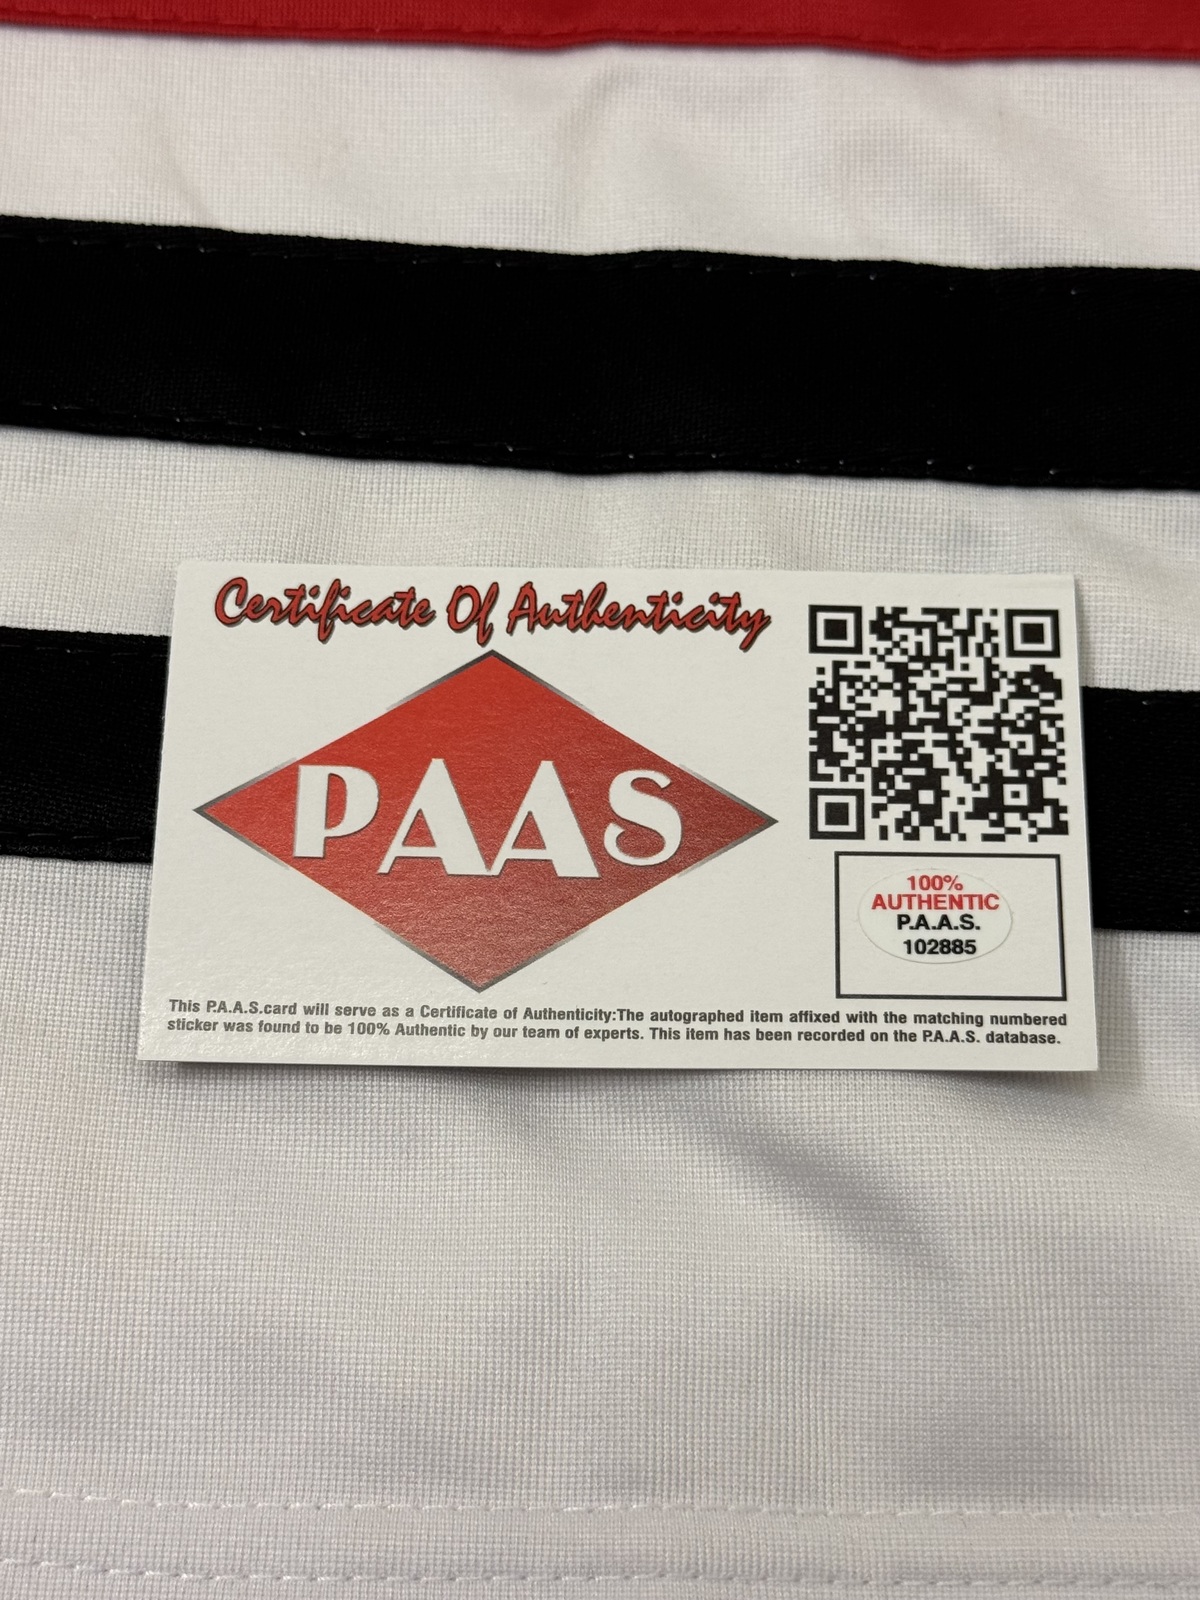 Certificate Of Authenticity
PAAS
100%
AUTHENTIC
P.A.A.S.
102885
This P.A.A.S.card will serve as a Certificate of Authenticity:The autographed item affixed with the matching numbered
sticker was found to be 100% Authentic by our team of experts. This item has been recorded on the P.A.A.S. database.